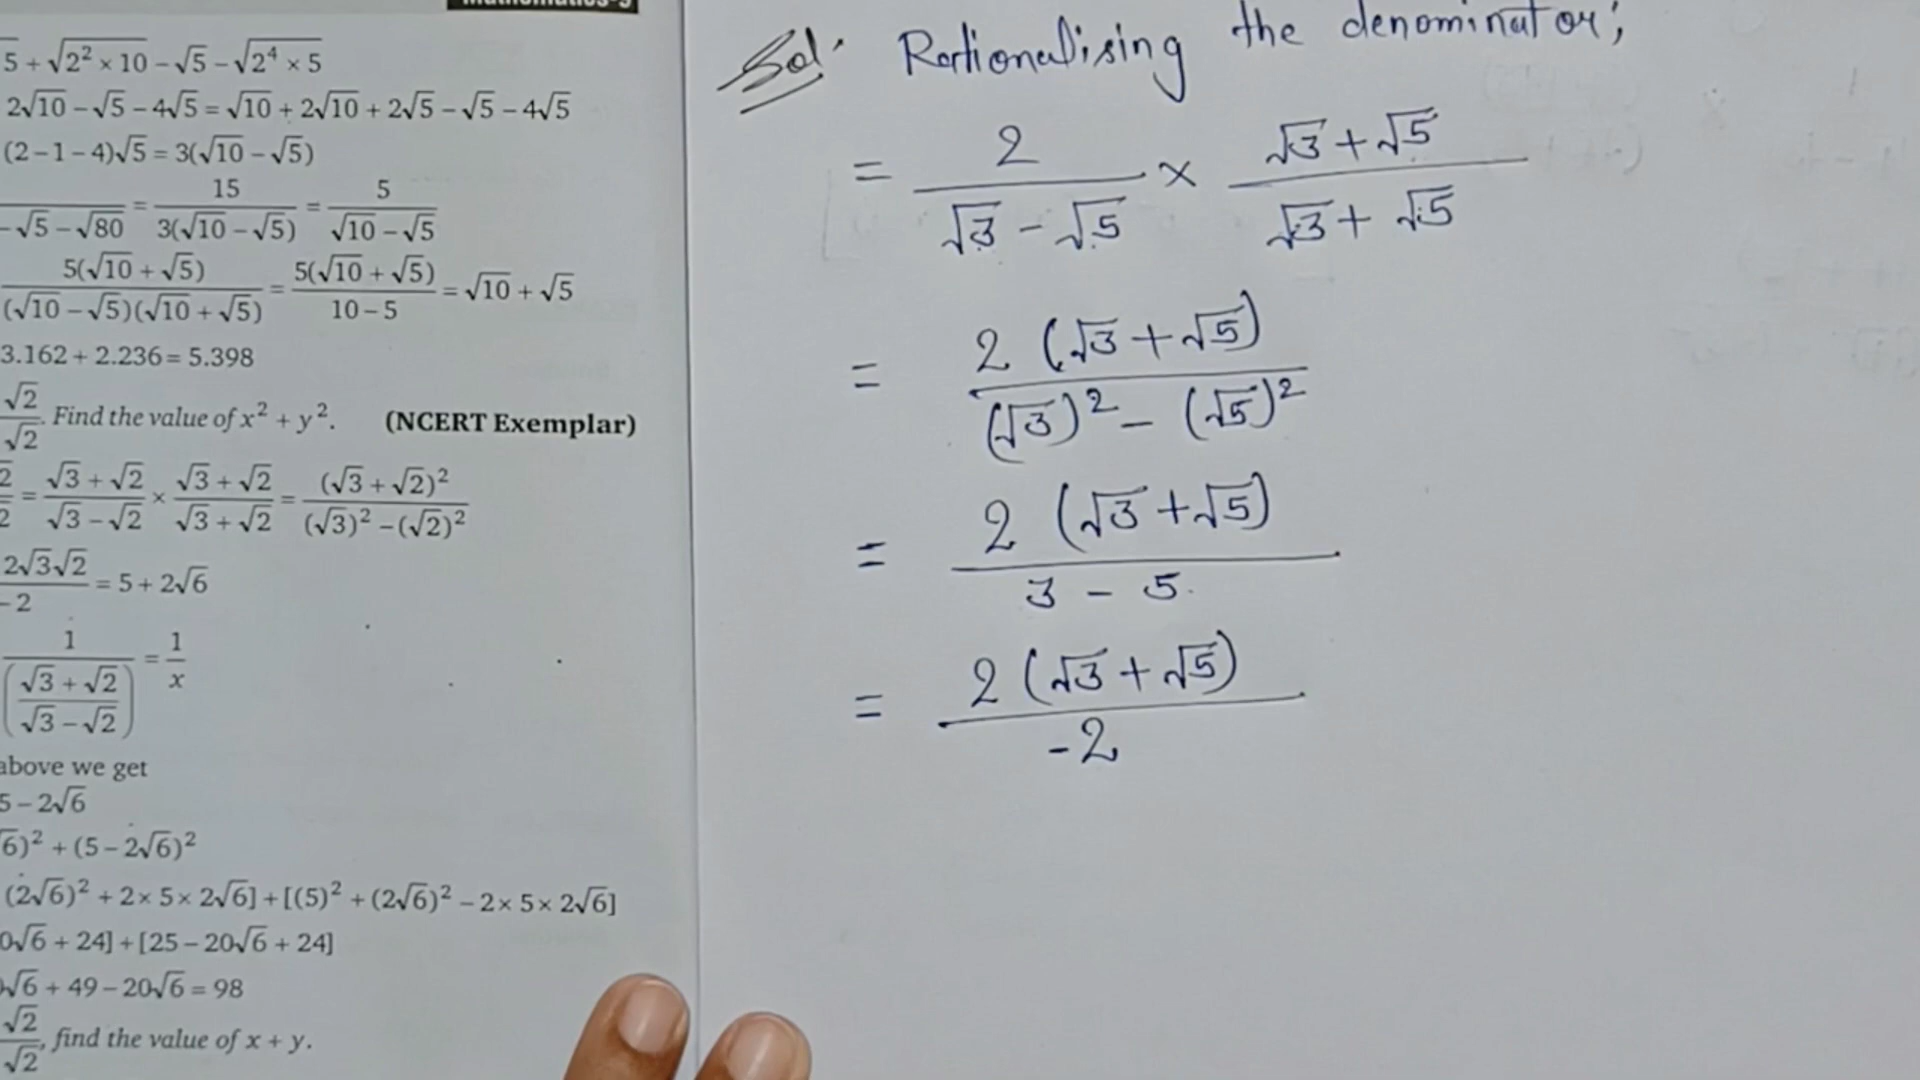 5 + √(2² × 10) − √5 − √(2⁴ × 5)
2√10 − √5 − 4√5 = √10 + 2√10 + 2√5 − √5 − 4√5
(2 − 1 − 4)√5 = 3(√10 − √5)
−√5 − √80 = 15/(3(√10 − √5)) = 5/(√10 − √5)
5(√10 + √5)/((√10 − √5)(√10 + √5)) = 5(√10 + √5)/(10 − 5) = √10 + √5
3.162 + 2.236 = 5.398
√2/√2. Find the value of x² + y². (NCERT Exemplar)
2/2 = (√3 + √2)/(√3 − √2) × (√3 + √2)/(√3 + √2) = (√3 + √2)²/((√3)² − (√2)²)
2√3√2/−2 = 5 + 2√6
1/((√3 + √2)/(√3 − √2)) = 1/x
above we get
5 − 2√6
6)² + (5 − 2√6)²
(2√6)² + 2 × 5 × 2√6] + [(5)² + (2√6)² − 2 × 5 × 2√6]
0√6 + 24] + [25 − 20√6 + 24]
√6 + 49 − 20√6 = 98
√2/√2, find the value of x + y.
Sol. Rationalising the denominator;
= 2/(√3 − √5) × (√3 + √5)/(√3 + √5)
= 2 (√3 + √5)/((√3)² − (√5)²)
= 2 (√3 + √5)/(3 − 5)
= 2 (√3 + √5)/−2